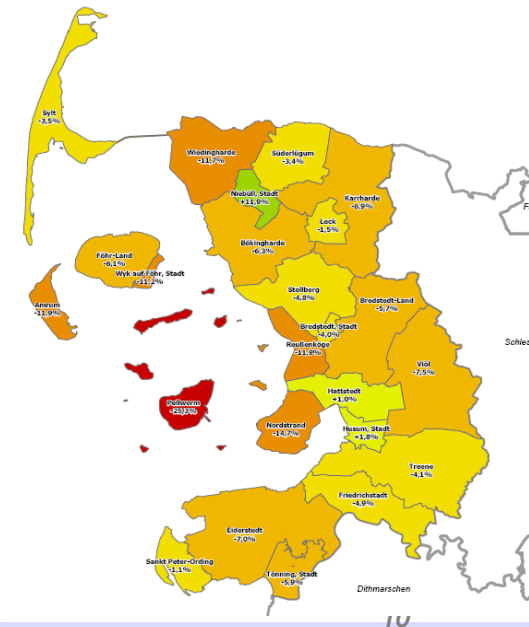 Sylt
-3,5%
Wiedingharde
-11,7%
Süderlügum
-3,4%
Niebüll, Stadt
+11,9%
Karrharde
-6,9%
Leck
-1,5%
Bökingharde
-6,3%
Föhr-Land
-6,1%
Wyk auf Föhr, Stadt
-11,2%
Amrum
-11,9%
Stollberg
-4,8%
Bredstedt-Land
-5,7%
Bredstedt, Stadt
-4,0%
Reußenköge
-11,9%
Schles
Viöl
-7,5%
Hattstedt
+1,0%
Pellworm
-25,3%
Nordstrand
-14,7%
Husum, Stadt
+1,8%
Treene
-4,1%
Friedrichstadt
-4,9%
Eiderstedt
-7,0%
Sankt Peter-Ording
-1,1%
Tönning, Stadt
-5,9%
Dithmarschen
10